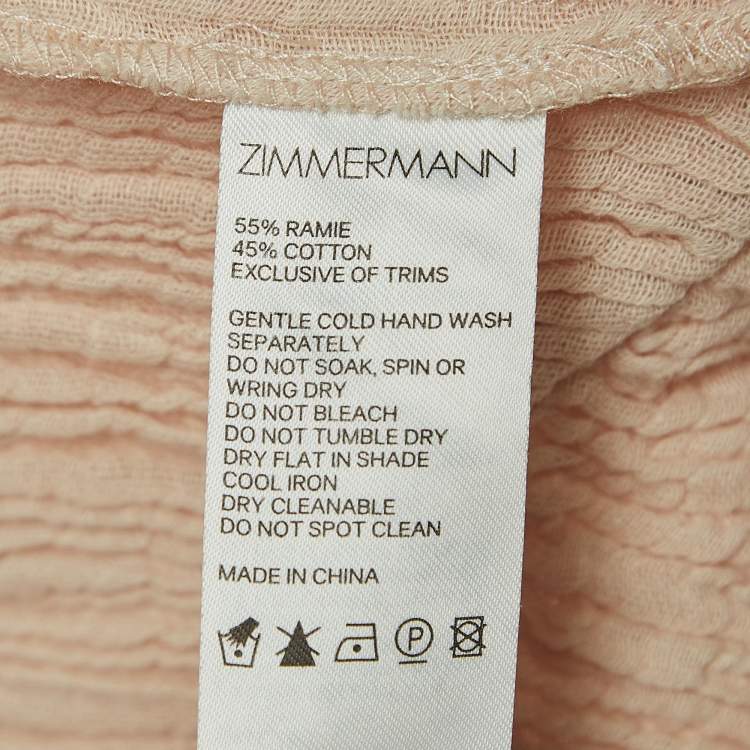 ZIMMERMANN
55% RAMIE
45% COTTON
EXCLUSIVE OF TRIMS
GENTLE COLD HAND WASH
SEPARATELY
DO NOT SOAK, SPIN OR
WRING DRY
DO NOT BLEACH
DO NOT TUMBLE DRY
DRY FLAT IN SHADE
COOL IRON
DRY CLEANABLE
DO NOT SPOT CLEAN
MADE IN CHINA
P